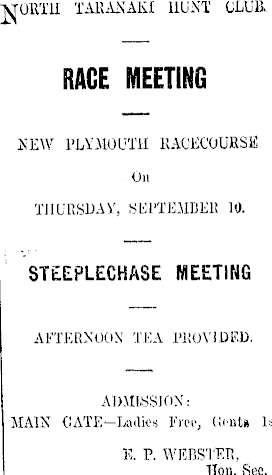 NORTH TARANAKI HUNT CLUB.
RACE MEETING
NEW PLYMOUTH RACECOURSE
On
THURSDAY, SEPTEMBER 10.
STEEPLECHASE MEETING
AFTERNOON TEA PROVIDED.
ADMISSION:
MAIN GATE—Ladies Free, Gents 1s
E. P. WEBSTER,
Hon. Sec.